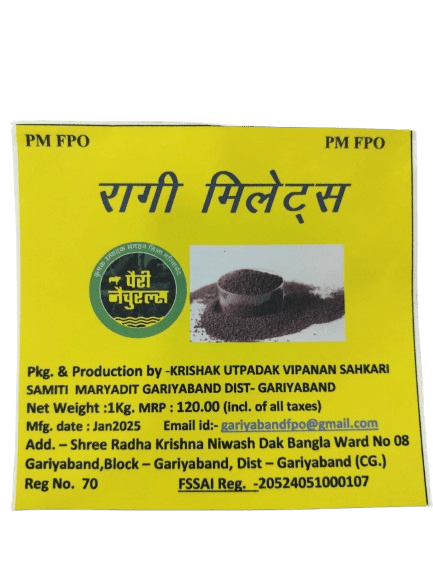 PM FPO PM FPO
रागी मिलेट्स
पैरी
नैचुरल्स
Pkg. & Production by -KRISHAK UTPADAK VIPANAN SAHKARI
SAMITI MARYADIT GARIYABAND DIST- GARIYABAND
Net Weight :1Kg. MRP : 120.00 (incl. of all taxes)
Mfg. date : Jan2025 Email id:- gariyabandfpo@gmail.com
Add. – Shree Radha Krishna Niwash Dak Bangla Ward No 08
Gariyaband,Block – Gariyaband, Dist – Gariyaband (CG.)
Reg No. 70 FSSAI Reg. -20524051000107